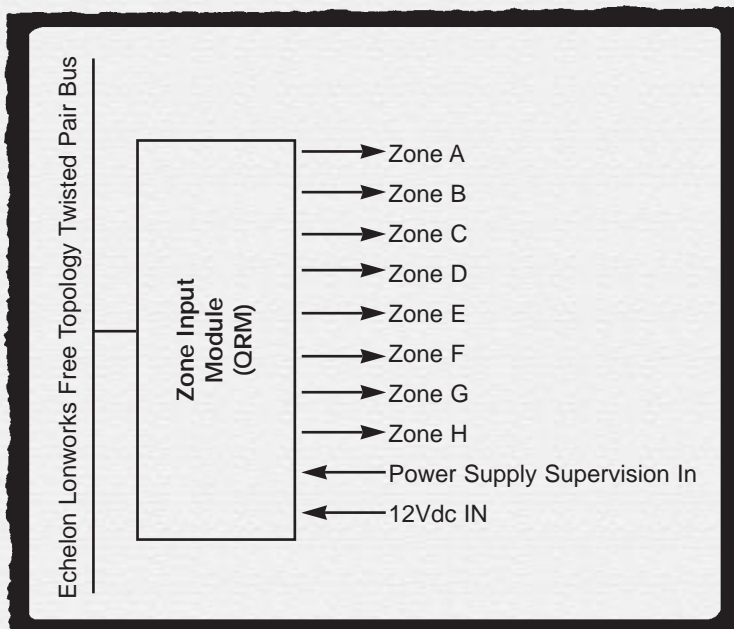 Echelon Lonworks Free Topology Twisted Pair Bus
Zone Input
Module
(QRM)
Zone A
Zone B
Zone C
Zone D
Zone E
Zone F
Zone G
Zone H
Power Supply Supervision In
12Vdc IN